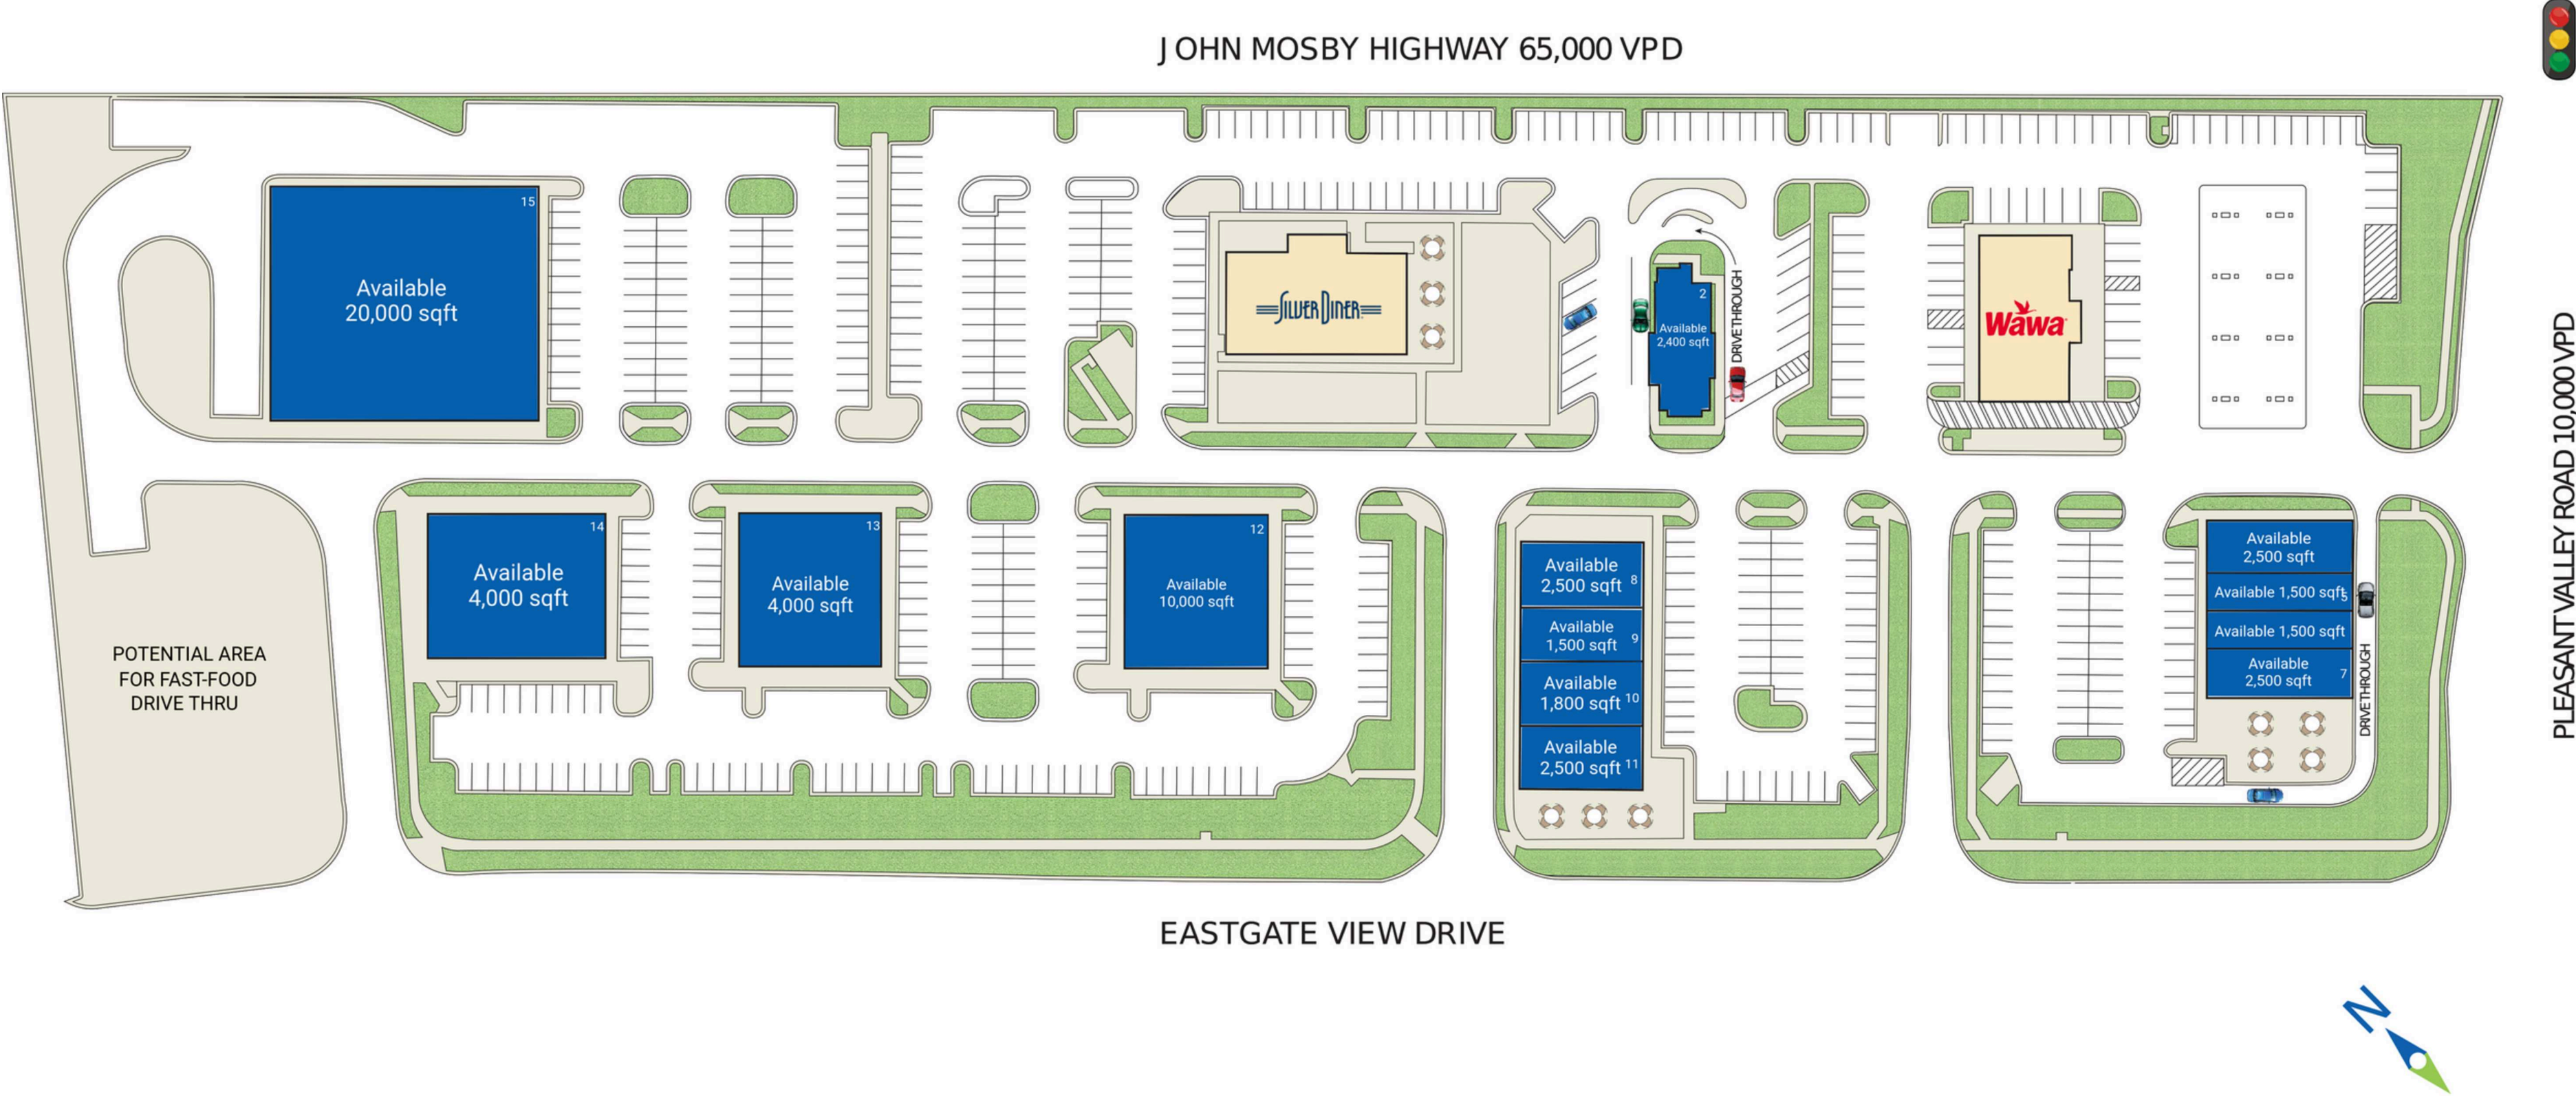 JOHN MOSBY HIGHWAY 65,000 VPD
PLEASANT VALLEY ROAD 10,000 VPD
15
Available
20,000 sqft
SILVER DINER
2
Available
2,400 sqft
DRIVE THROUGH
Wawa
POTENTIAL AREA
FOR FAST-FOOD
DRIVE THRU
14
Available
4,000 sqft
13
Available
4,000 sqft
12
Available
10,000 sqft
Available
2,500 sqft 8
Available
1,500 sqft 9
Available
1,800 sqft 10
Available
2,500 sqft 11
Available
2,500 sqft
Available 1,500 sqft 5
Available 1,500 sqft
Available
2,500 sqft 7
DRIVE THROUGH
EASTGATE VIEW DRIVE
N